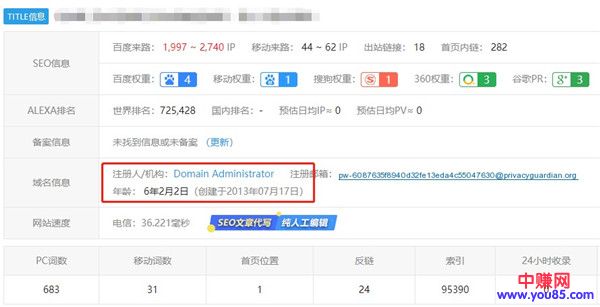 TITLE信息
SEO信息
百度来路: 1,997 ~ 2,740 IP 移动来路: 44 ~ 62 IP 出站链接: 18 首页内链: 282
百度权重: 4 移动权重: 1 搜狗权重: S 1 360权重: 3 谷歌PR: g+ 3
ALEXA排名 世界排名: 725,428 国内排名: - 预估日均IP≈ 0 预估日均PV≈ 0
备案信息 未找到信息或未备案 (更新)
域名信息
注册人/机构: Domain Administrator 注册邮箱: pw-6087635f8940d32fe13eda4c55047630@privacyguardian.org
年龄: 6年2月2日 (创建于2013年07月17日)
网站速度 电信: 36.221毫秒 SEO文章代写 纯人工编辑
PC词数 移动词数 首页位置 反链 索引 24小时收录
683 31 1 24 95390
中赚网
www.you85.com